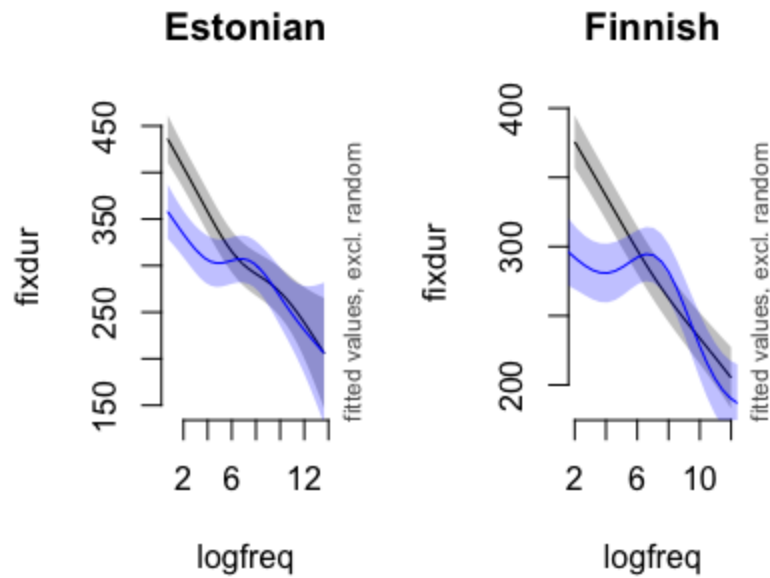 Estonian
fixdur
450
350
250
150
2 6 12
logfreq
fitted values, excl. random
Finnish
fixdur
400
300
200
2 6 10
logfreq
fitted values, excl. random